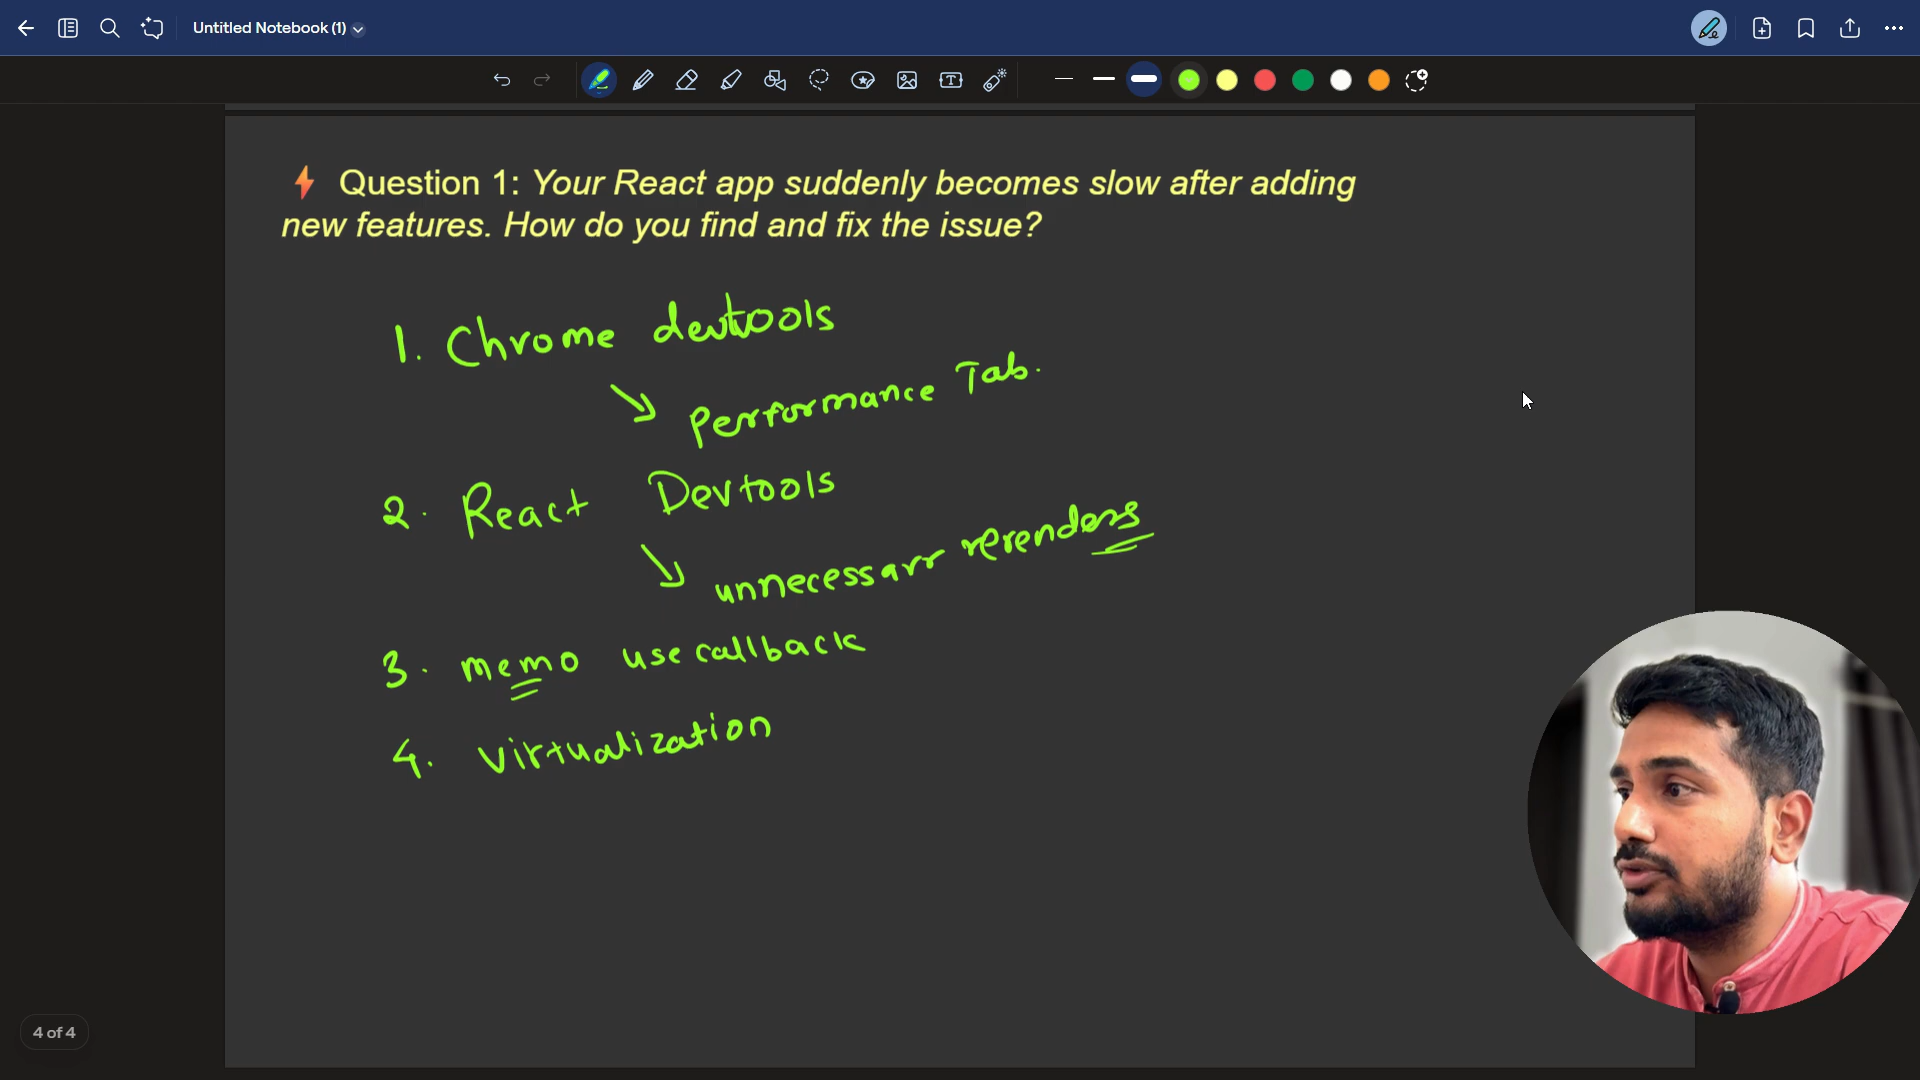 Untitled Notebook (1)
⚡ Question 1: Your React app suddenly becomes slow after adding
new features. How do you find and fix the issue?
1. Chrome devtools
↘ Performance Tab.
2. React Devtools
↘ unnecessarr rerenders
3. memo usecallback
4. virtualization
4 of 4